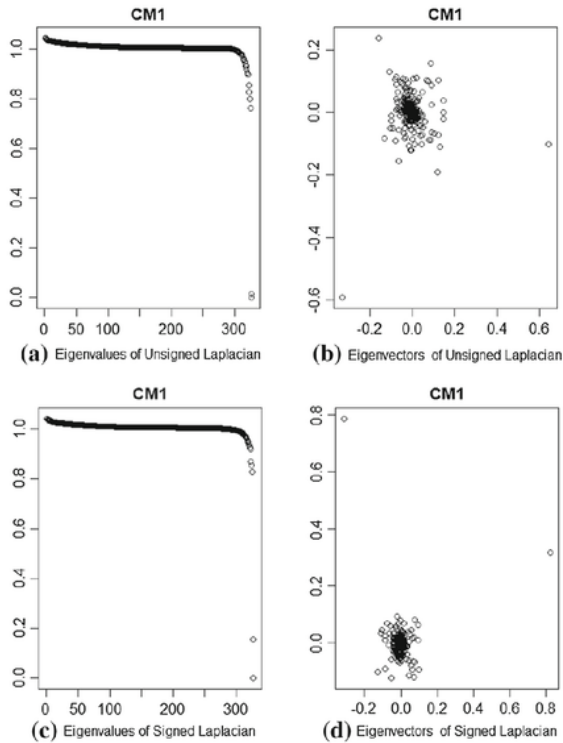 CM1
1.0
0.8
0.6
0.4
0.2
0.0
0 50 150 200 300
(a) Eigenvalues of Unsigned Laplacian
CM1
0.2
0.0
-0.2
-0.4
-0.6
-0.2 0.0 0.2 0.4 0.6
(b) Eigenvectors of Unsigned Laplacian
CM1
1.0
0.8
0.6
0.4
0.2
0.0
0 50 150 200 300
(c) Eigenvalues of Signed Laplacian
CM1
0.8
0.6
0.4
0.2
0.0
-0.2 0.0 0.2 0.4 0.6 0.8
(d) Eigenvectors of Signed Laplacian